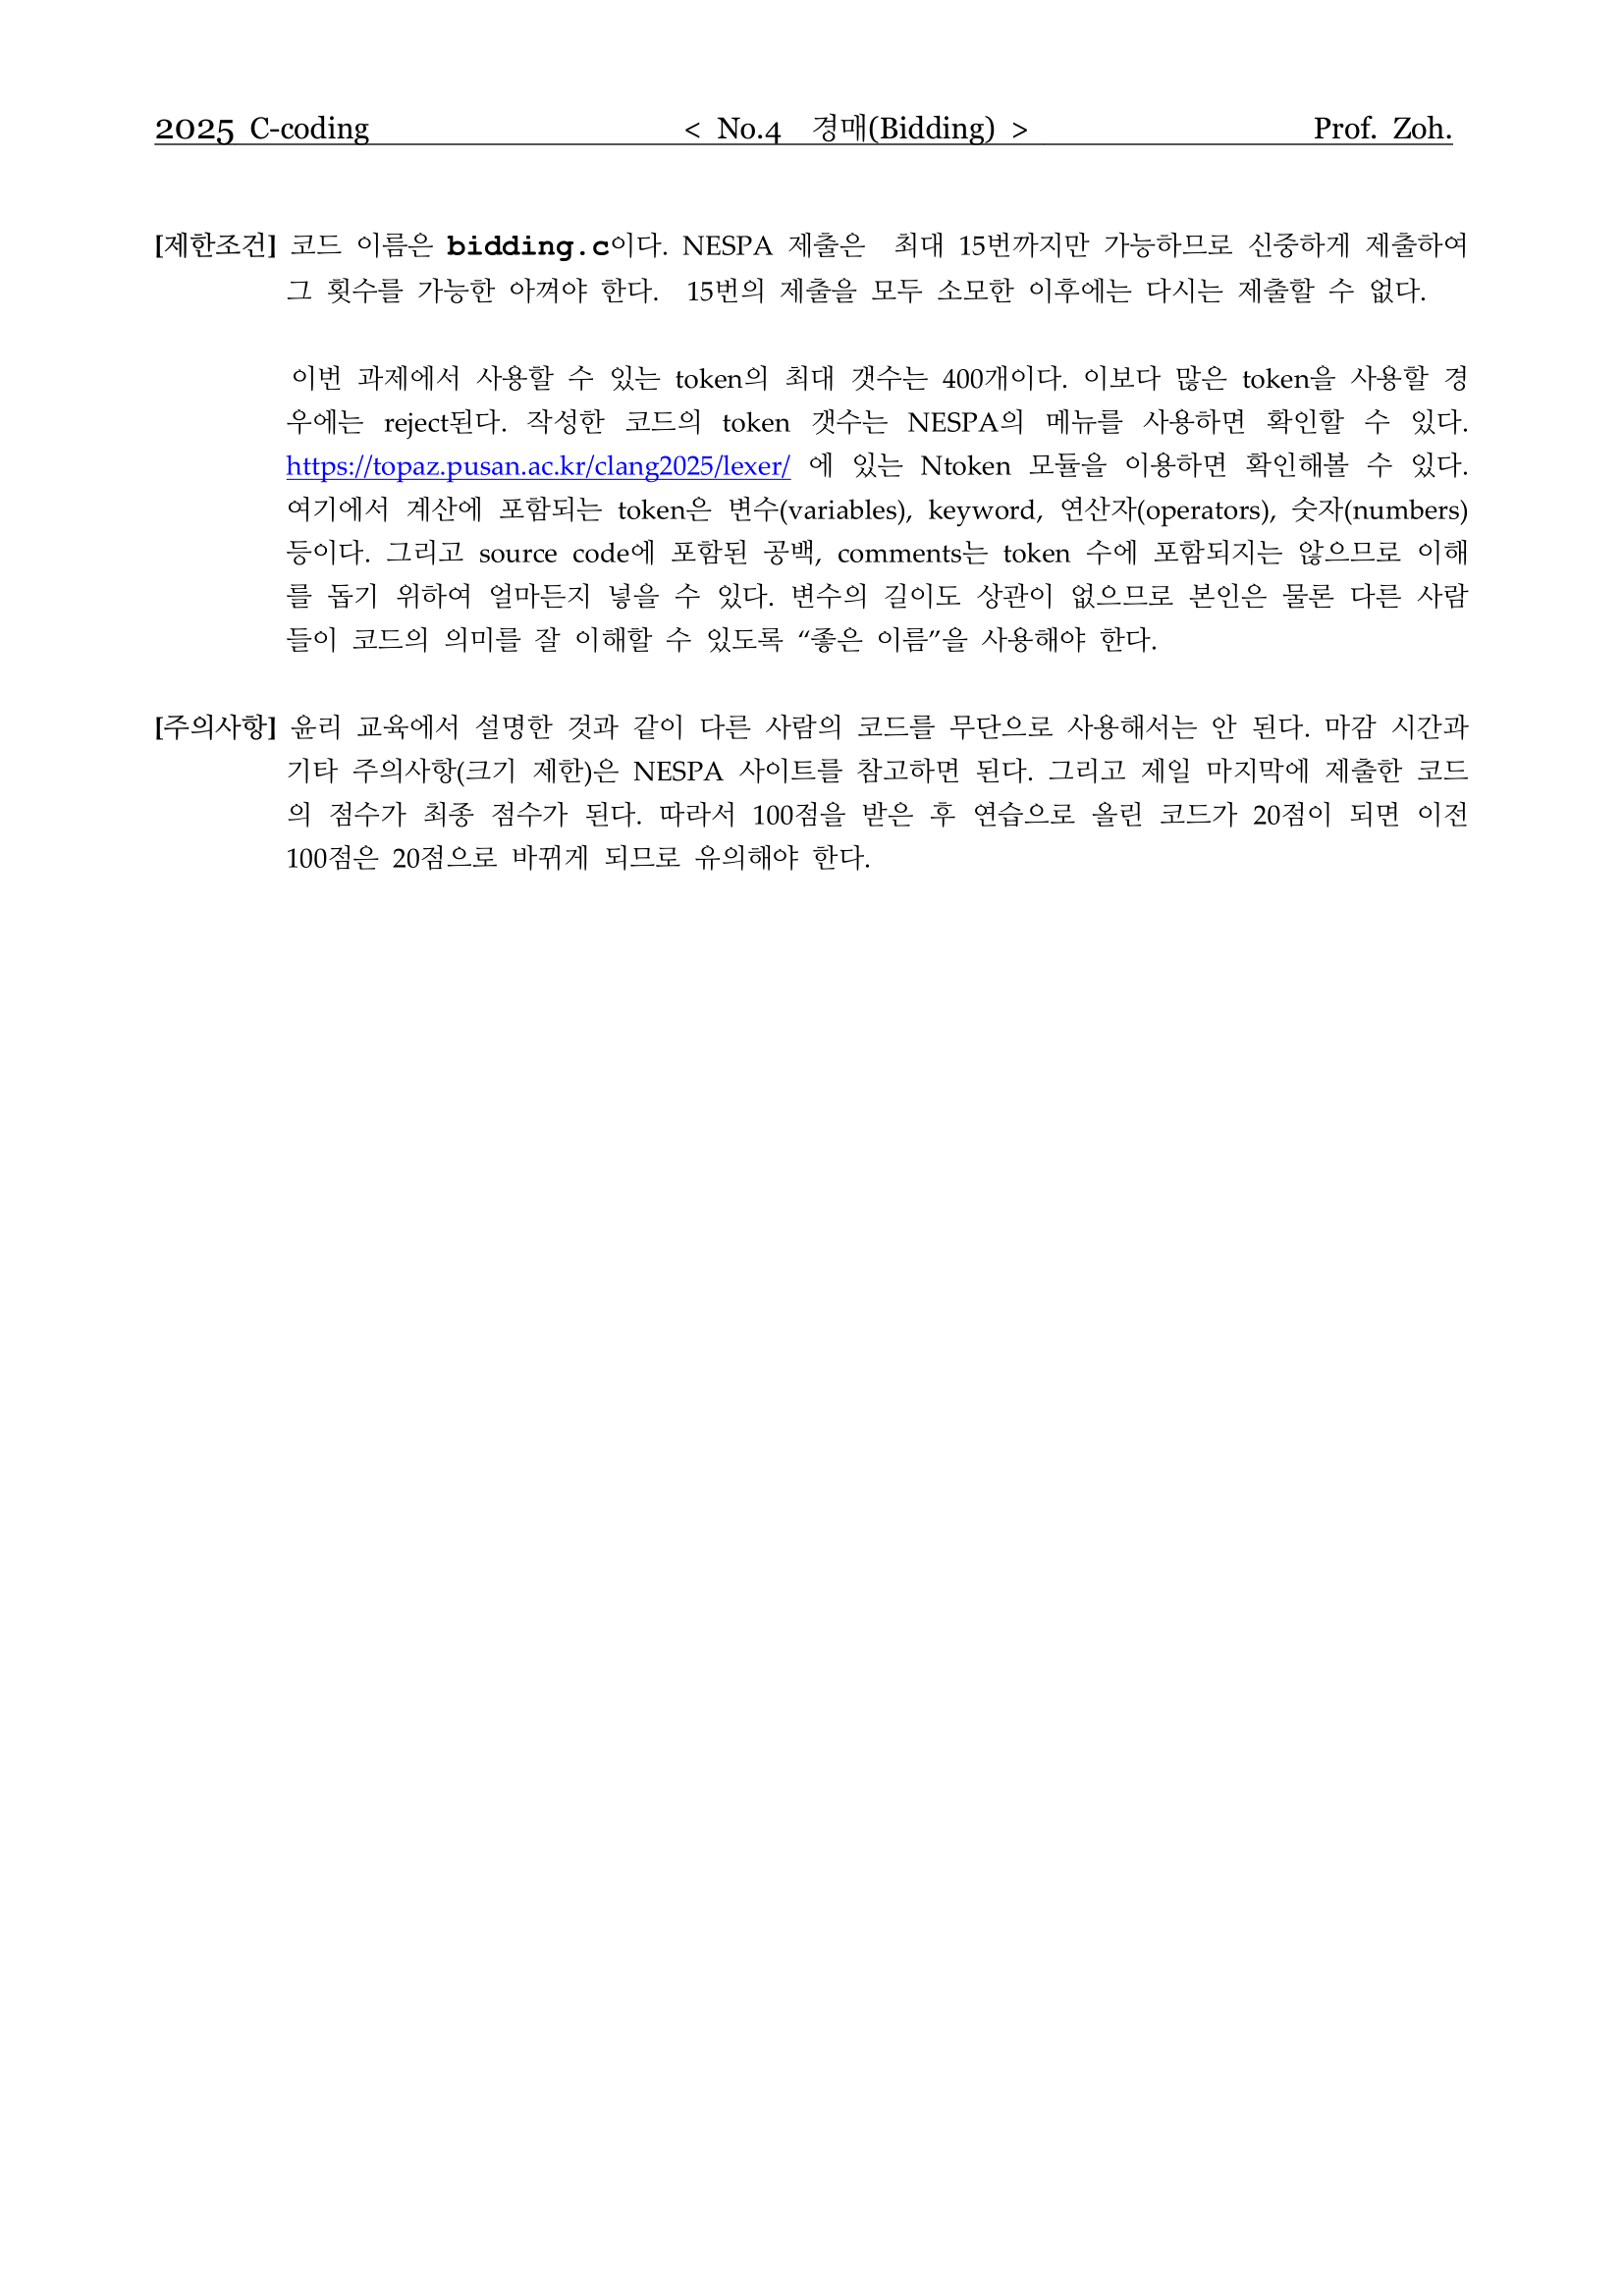 2025 C-coding < No.4 경매(Bidding) > Prof. Zoh.
[제한조건] 코드 이름은 bidding.c이다. NESPA 제출은 최대 15번까지만 가능하므로 신중하게 제출하여
그 횟수를 가능한 아껴야 한다. 15번의 제출을 모두 소모한 이후에는 다시는 제출할 수 없다.
이번 과제에서 사용할 수 있는 token의 최대 갯수는 400개이다. 이보다 많은 token을 사용할 경
우에는 reject된다. 작성한 코드의 token 갯수는 NESPA의 메뉴를 사용하면 확인할 수 있다.
https://topaz.pusan.ac.kr/clang2025/lexer/ 에 있는 Ntoken 모듈을 이용하면 확인해볼 수 있다.
여기에서 계산에 포함되는 token은 변수(variables), keyword, 연산자(operators), 숫자(numbers)
등이다. 그리고 source code에 포함된 공백, comments는 token 수에 포함되지는 않으므로 이해
를 돕기 위하여 얼마든지 넣을 수 있다. 변수의 길이도 상관이 없으므로 본인은 물론 다른 사람
들이 코드의 의미를 잘 이해할 수 있도록 “좋은 이름”을 사용해야 한다.
[주의사항] 윤리 교육에서 설명한 것과 같이 다른 사람의 코드를 무단으로 사용해서는 안 된다. 마감 시간과
기타 주의사항(크기 제한)은 NESPA 사이트를 참고하면 된다. 그리고 제일 마지막에 제출한 코드
의 점수가 최종 점수가 된다. 따라서 100점을 받은 후 연습으로 올린 코드가 20점이 되면 이전
100점은 20점으로 바뀌게 되므로 유의해야 한다.